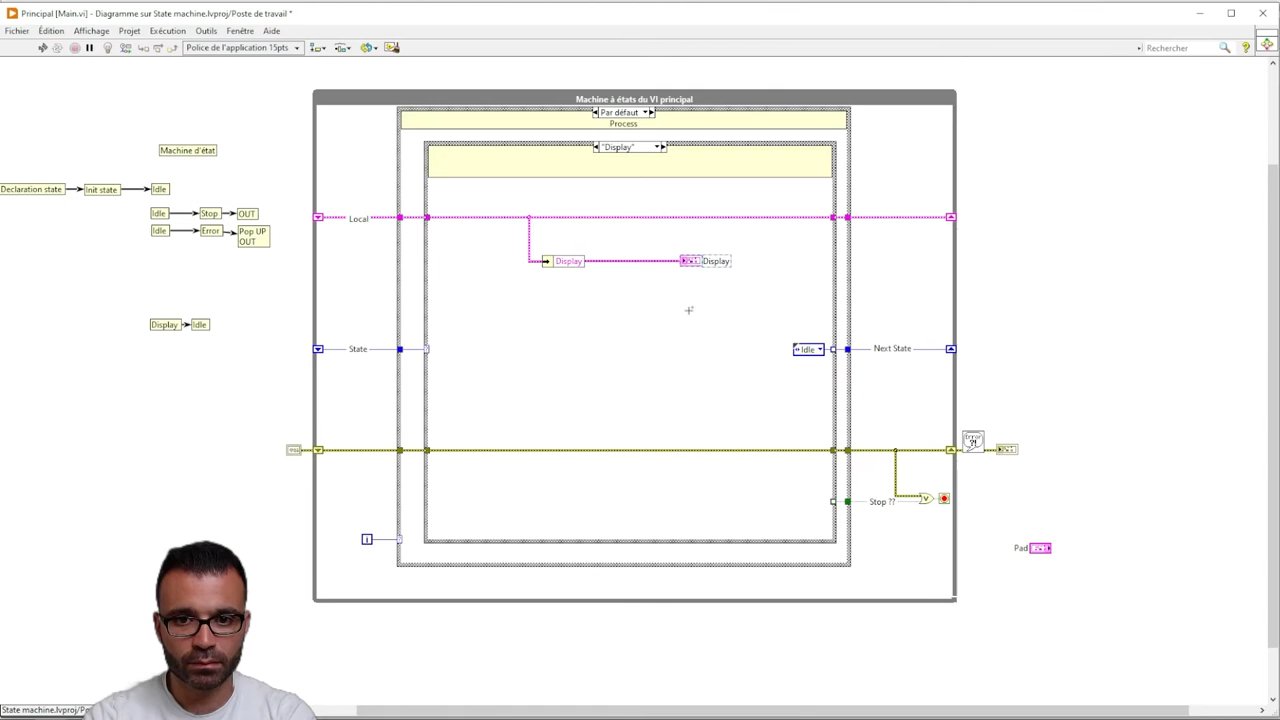 Principal [Main.vi] - Diagramme sur State machine.lvproj/Poste de travail *
Fichier Édition Affichage Projet Exécution Outils Fenêtre Aide
Police de l'application 15pts
Rechercher
Machine à états du VI principal
Par défaut
Process
"Display"
Machine d'état
Declaration state
Init state
Idle
Idle
Stop
OUT
Idle
Error
Pop UP
OUT
Local
Display
Display
Display
Idle
State
Idle
Next State
Error
?!
Stop ??
V
i
Pad
State machine.lvproj/Po